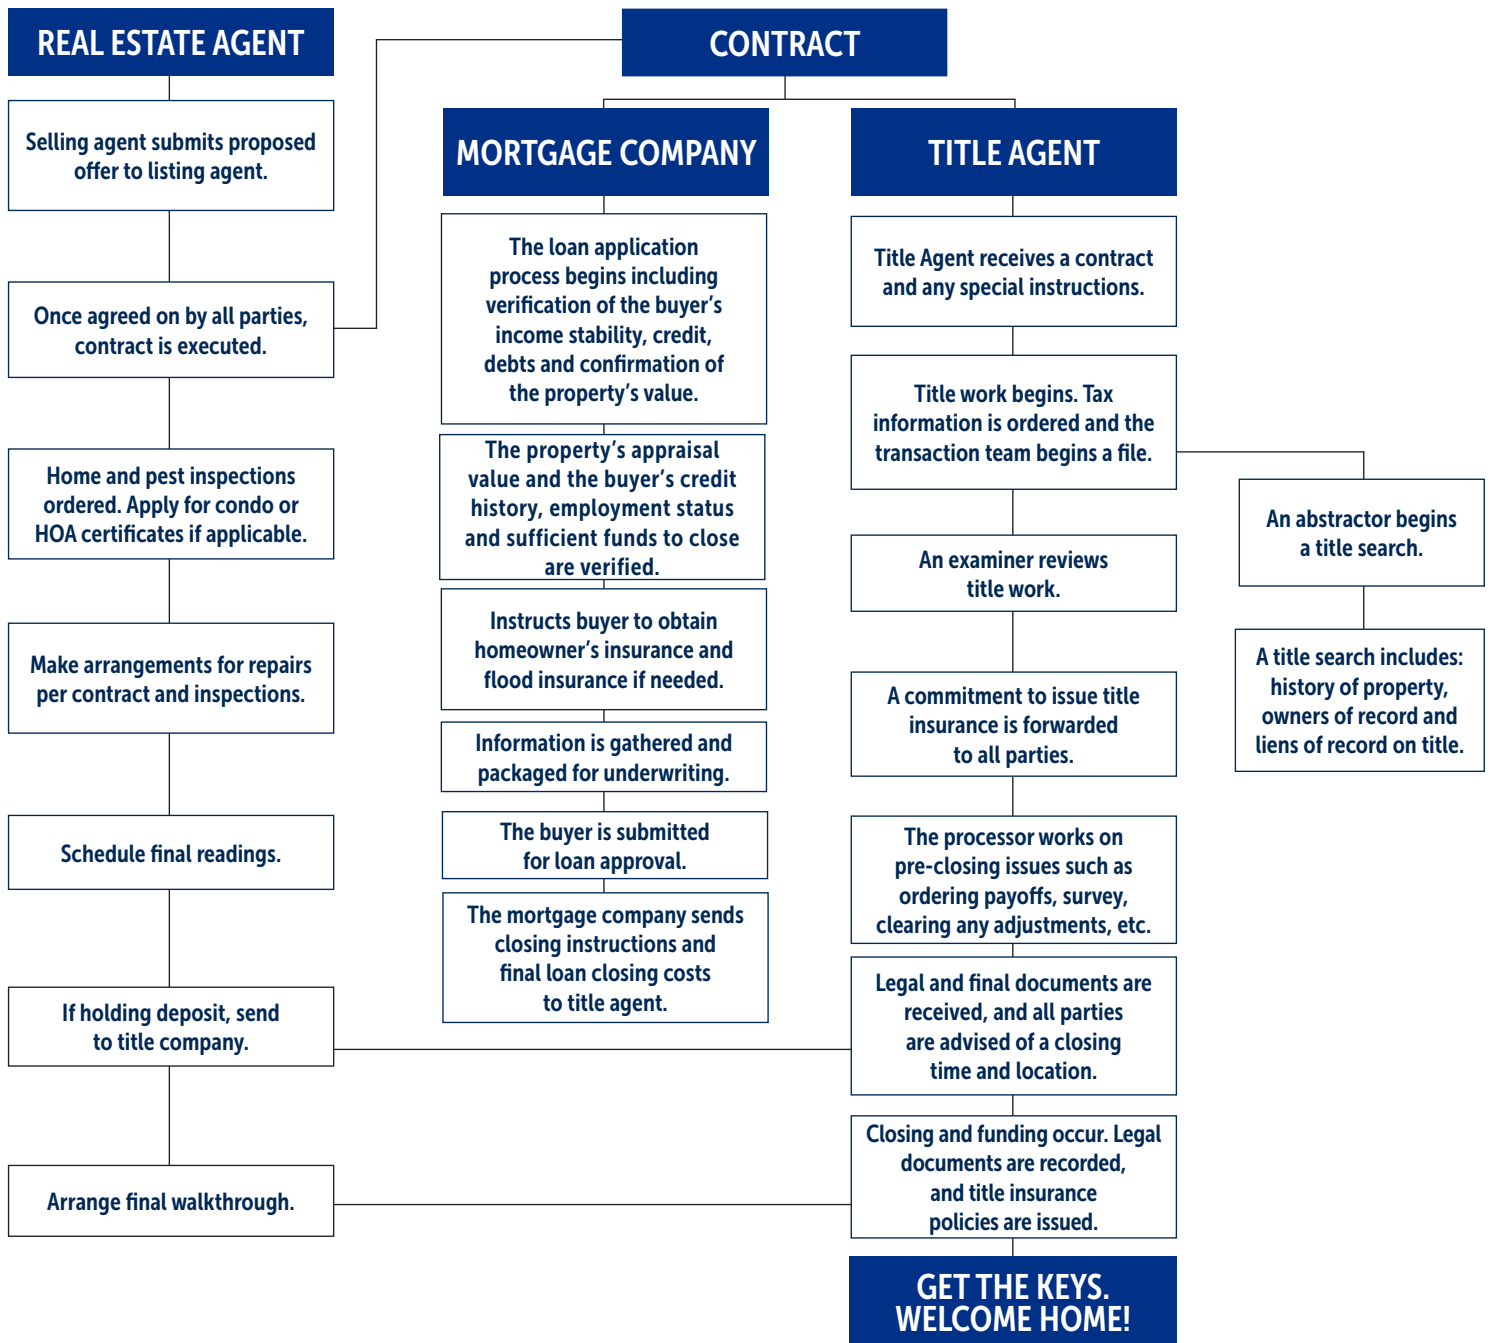 REAL ESTATE AGENT
Selling agent submits proposed
offer to listing agent.
Once agreed on by all parties,
contract is executed.
Home and pest inspections
ordered. Apply for condo or
HOA certificates if applicable.
Make arrangements for repairs
per contract and inspections.
Schedule final readings.
If holding deposit, send
to title company.
Arrange final walkthrough.
CONTRACT
MORTGAGE COMPANY
The loan application
process begins including
verification of the buyer’s
income stability, credit,
debts and confirmation of
the property’s value.
The property’s appraisal
value and the buyer’s credit
history, employment status
and sufficient funds to close
are verified.
Instructs buyer to obtain
homeowner’s insurance and
flood insurance if needed.
Information is gathered and
packaged for underwriting.
The buyer is submitted
for loan approval.
The mortgage company sends
closing instructions and
final loan closing costs
to title agent.
TITLE AGENT
Title Agent receives a contract
and any special instructions.
Title work begins. Tax
information is ordered and the
transaction team begins a file.
An examiner reviews
title work.
A commitment to issue title
insurance is forwarded
to all parties.
The processor works on
pre-closing issues such as
ordering payoffs, survey,
clearing any adjustments, etc.
Legal and final documents are
received, and all parties
are advised of a closing
time and location.
Closing and funding occur. Legal
documents are recorded,
and title insurance
policies are issued.
GET THE KEYS.
WELCOME HOME!
An abstractor begins
a title search.
A title search includes:
history of property,
owners of record and
liens of record on title.